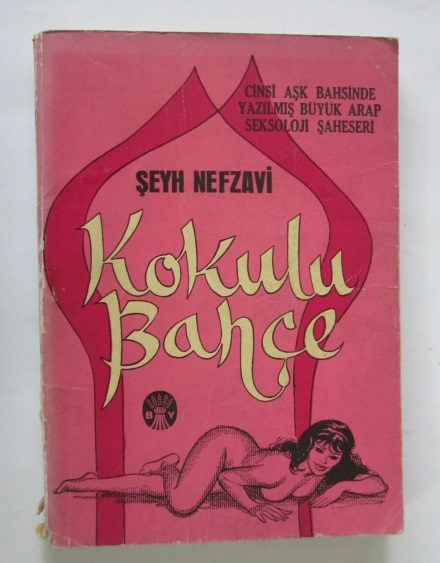 CİNSİ AŞK BAHSİNDE
YAZILMIŞ BÜYÜK ARAP
SEKSOLOJİ ŞAHESERİ
ŞEYH NEFZAVİ
Kokulu
Bahçe
B Y